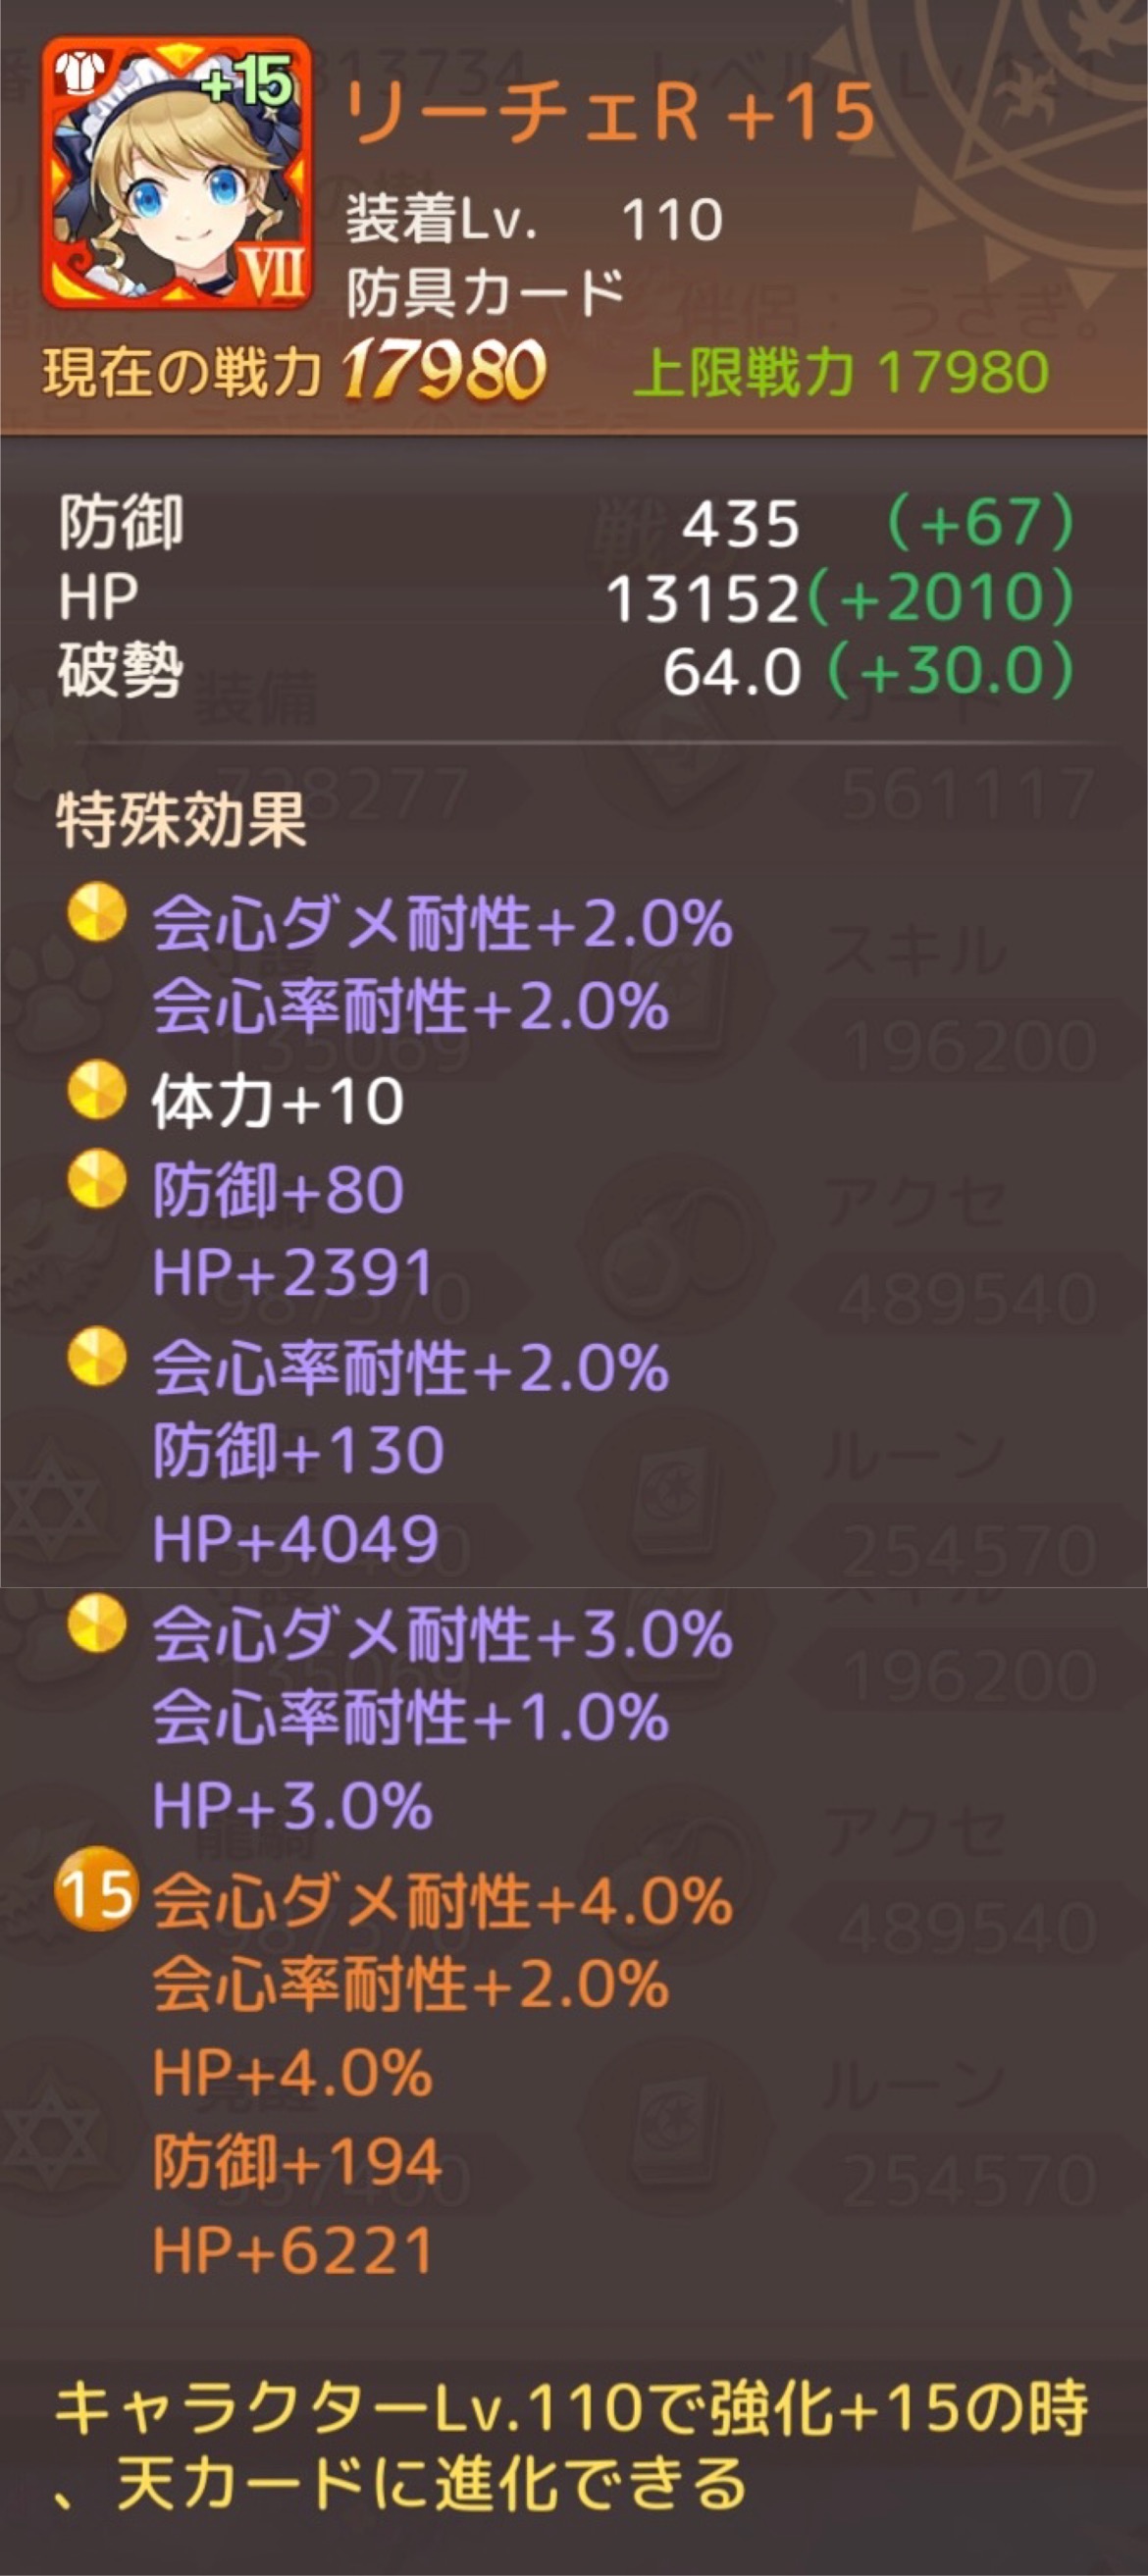 +15
VII
リーチェR +15
装着Lv. 110
防具カード
現在の戦力 17980 上限戦力 17980
防御 435 (+67)
HP 13152(+2010)
破勢 64.0 (+30.0)
特殊効果
会心ダメ耐性+2.0%
会心率耐性+2.0%
体力+10
防御+80
HP+2391
会心率耐性+2.0%
防御+130
HP+4049
会心ダメ耐性+3.0%
会心率耐性+1.0%
HP+3.0%
15 会心ダメ耐性+4.0%
会心率耐性+2.0%
HP+4.0%
防御+194
HP+6221
キャラクターLv.110で強化+15の時
、天カードに進化できる